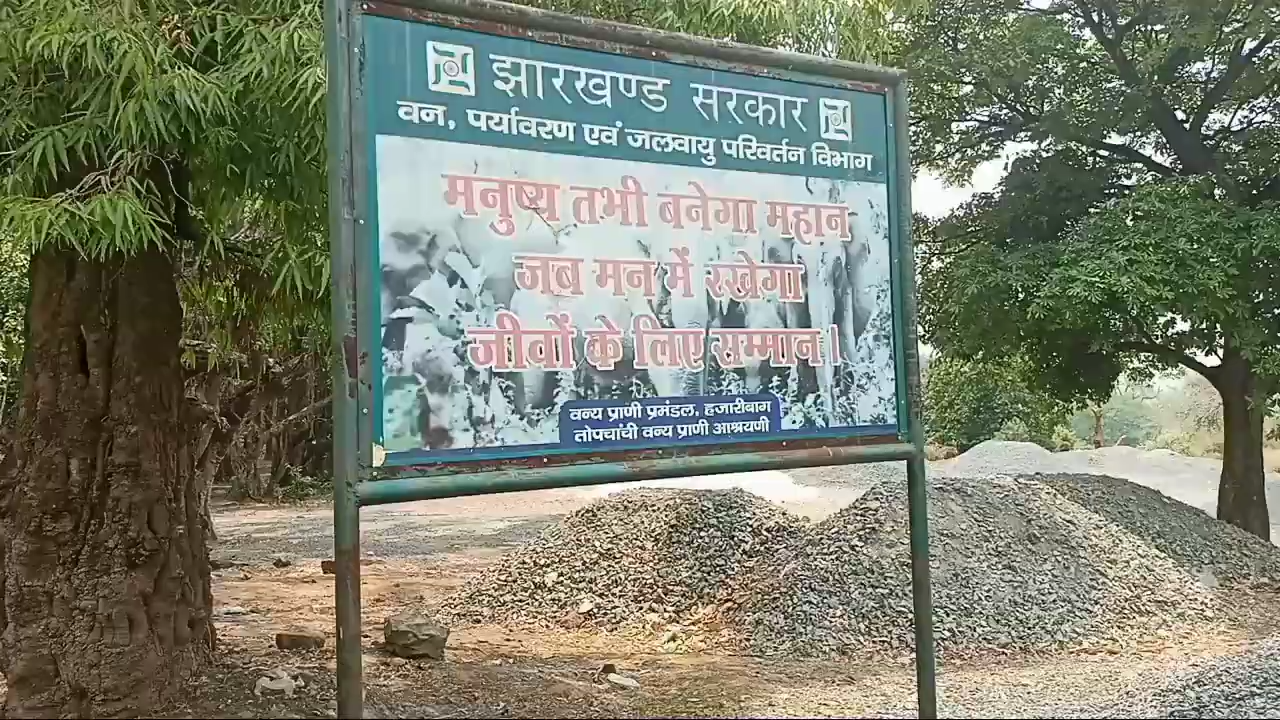 झारखण्ड सरकार
वन, पर्यावरण एवं जलवायु परिवर्तन विभाग
मनुष्य तभी बनेगा महान
जब मन में रखेगा
जीवों के लिए सम्मान।
वन्य प्राणी प्रमंडल, हजारीबाग
तोपचांची वन्य प्राणी आश्रयणी